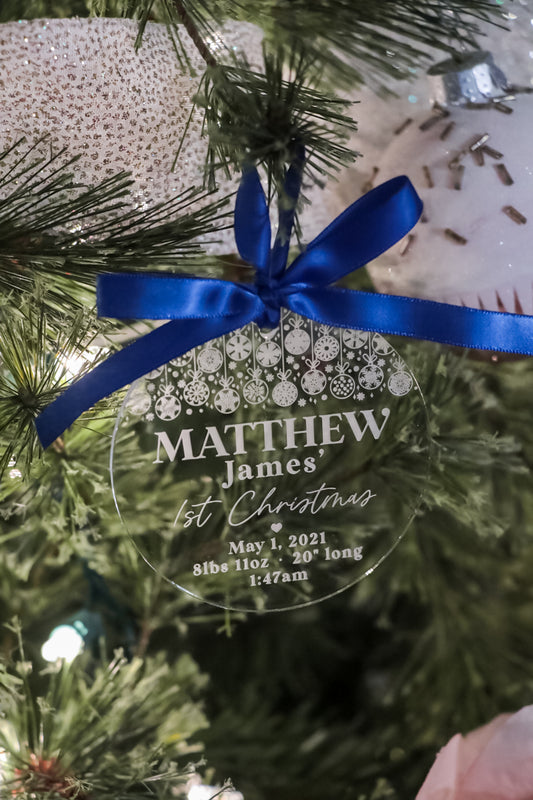 MATTHEW
James'
1st Christmas
May 1, 2021
8lbs 11oz · 20" long
1:47am